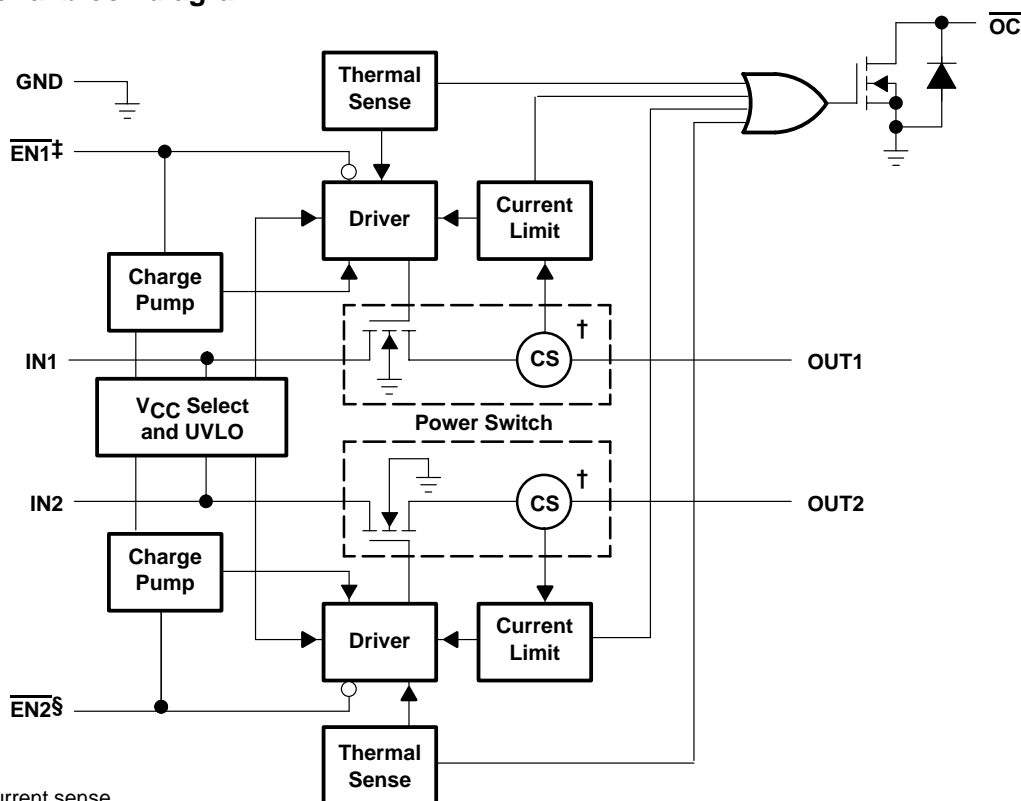 OC
Thermal
Sense
GND
EN1‡
Driver
Current
Limit
Charge
Pump
†
IN1
CS
OUT1
VCC Select
and UVLO
Power Switch
†
IN2
CS
OUT2
Charge
Pump
Driver
Current
Limit
EN2§
Thermal
Sense
sense